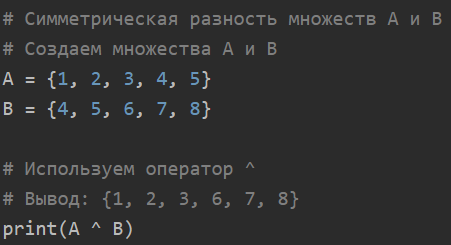 # Симметрическая разность множеств A и B
# Создаем множества A и B
A = {1, 2, 3, 4, 5}
B = {4, 5, 6, 7, 8}
# Используем оператор ^
# Вывод: {1, 2, 3, 6, 7, 8}
print(A ^ B)